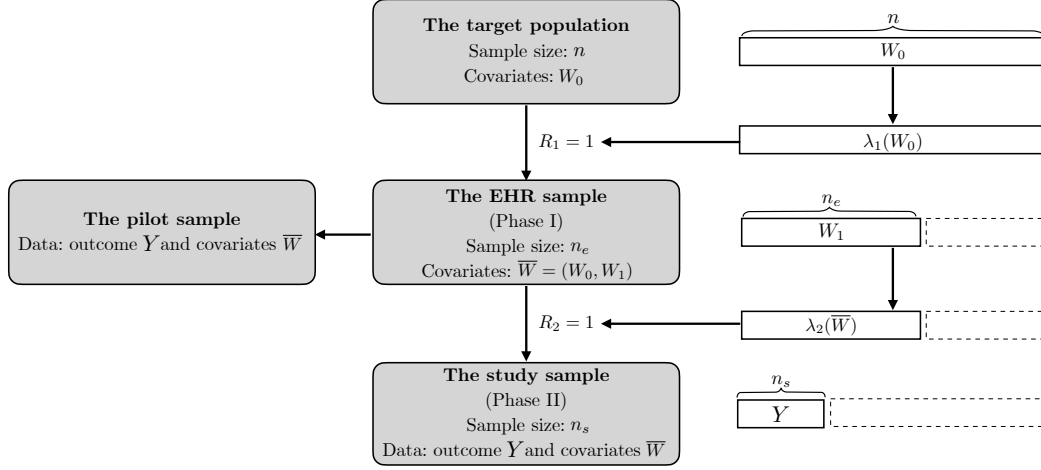 The target population
Sample size: n
Covariates: W₀
n
W₀
R₁ = 1
λ₁(W₀)
The pilot sample
Data: outcome Y and covariates W̅
The EHR sample
(Phase I)
Sample size: nₑ
Covariates: W̅ = (W₀, W₁)
nₑ
W₁
R₂ = 1
λ₂(W̅)
The study sample
(Phase II)
Sample size: nₛ
Data: outcome Y and covariates W̅
nₛ
Y